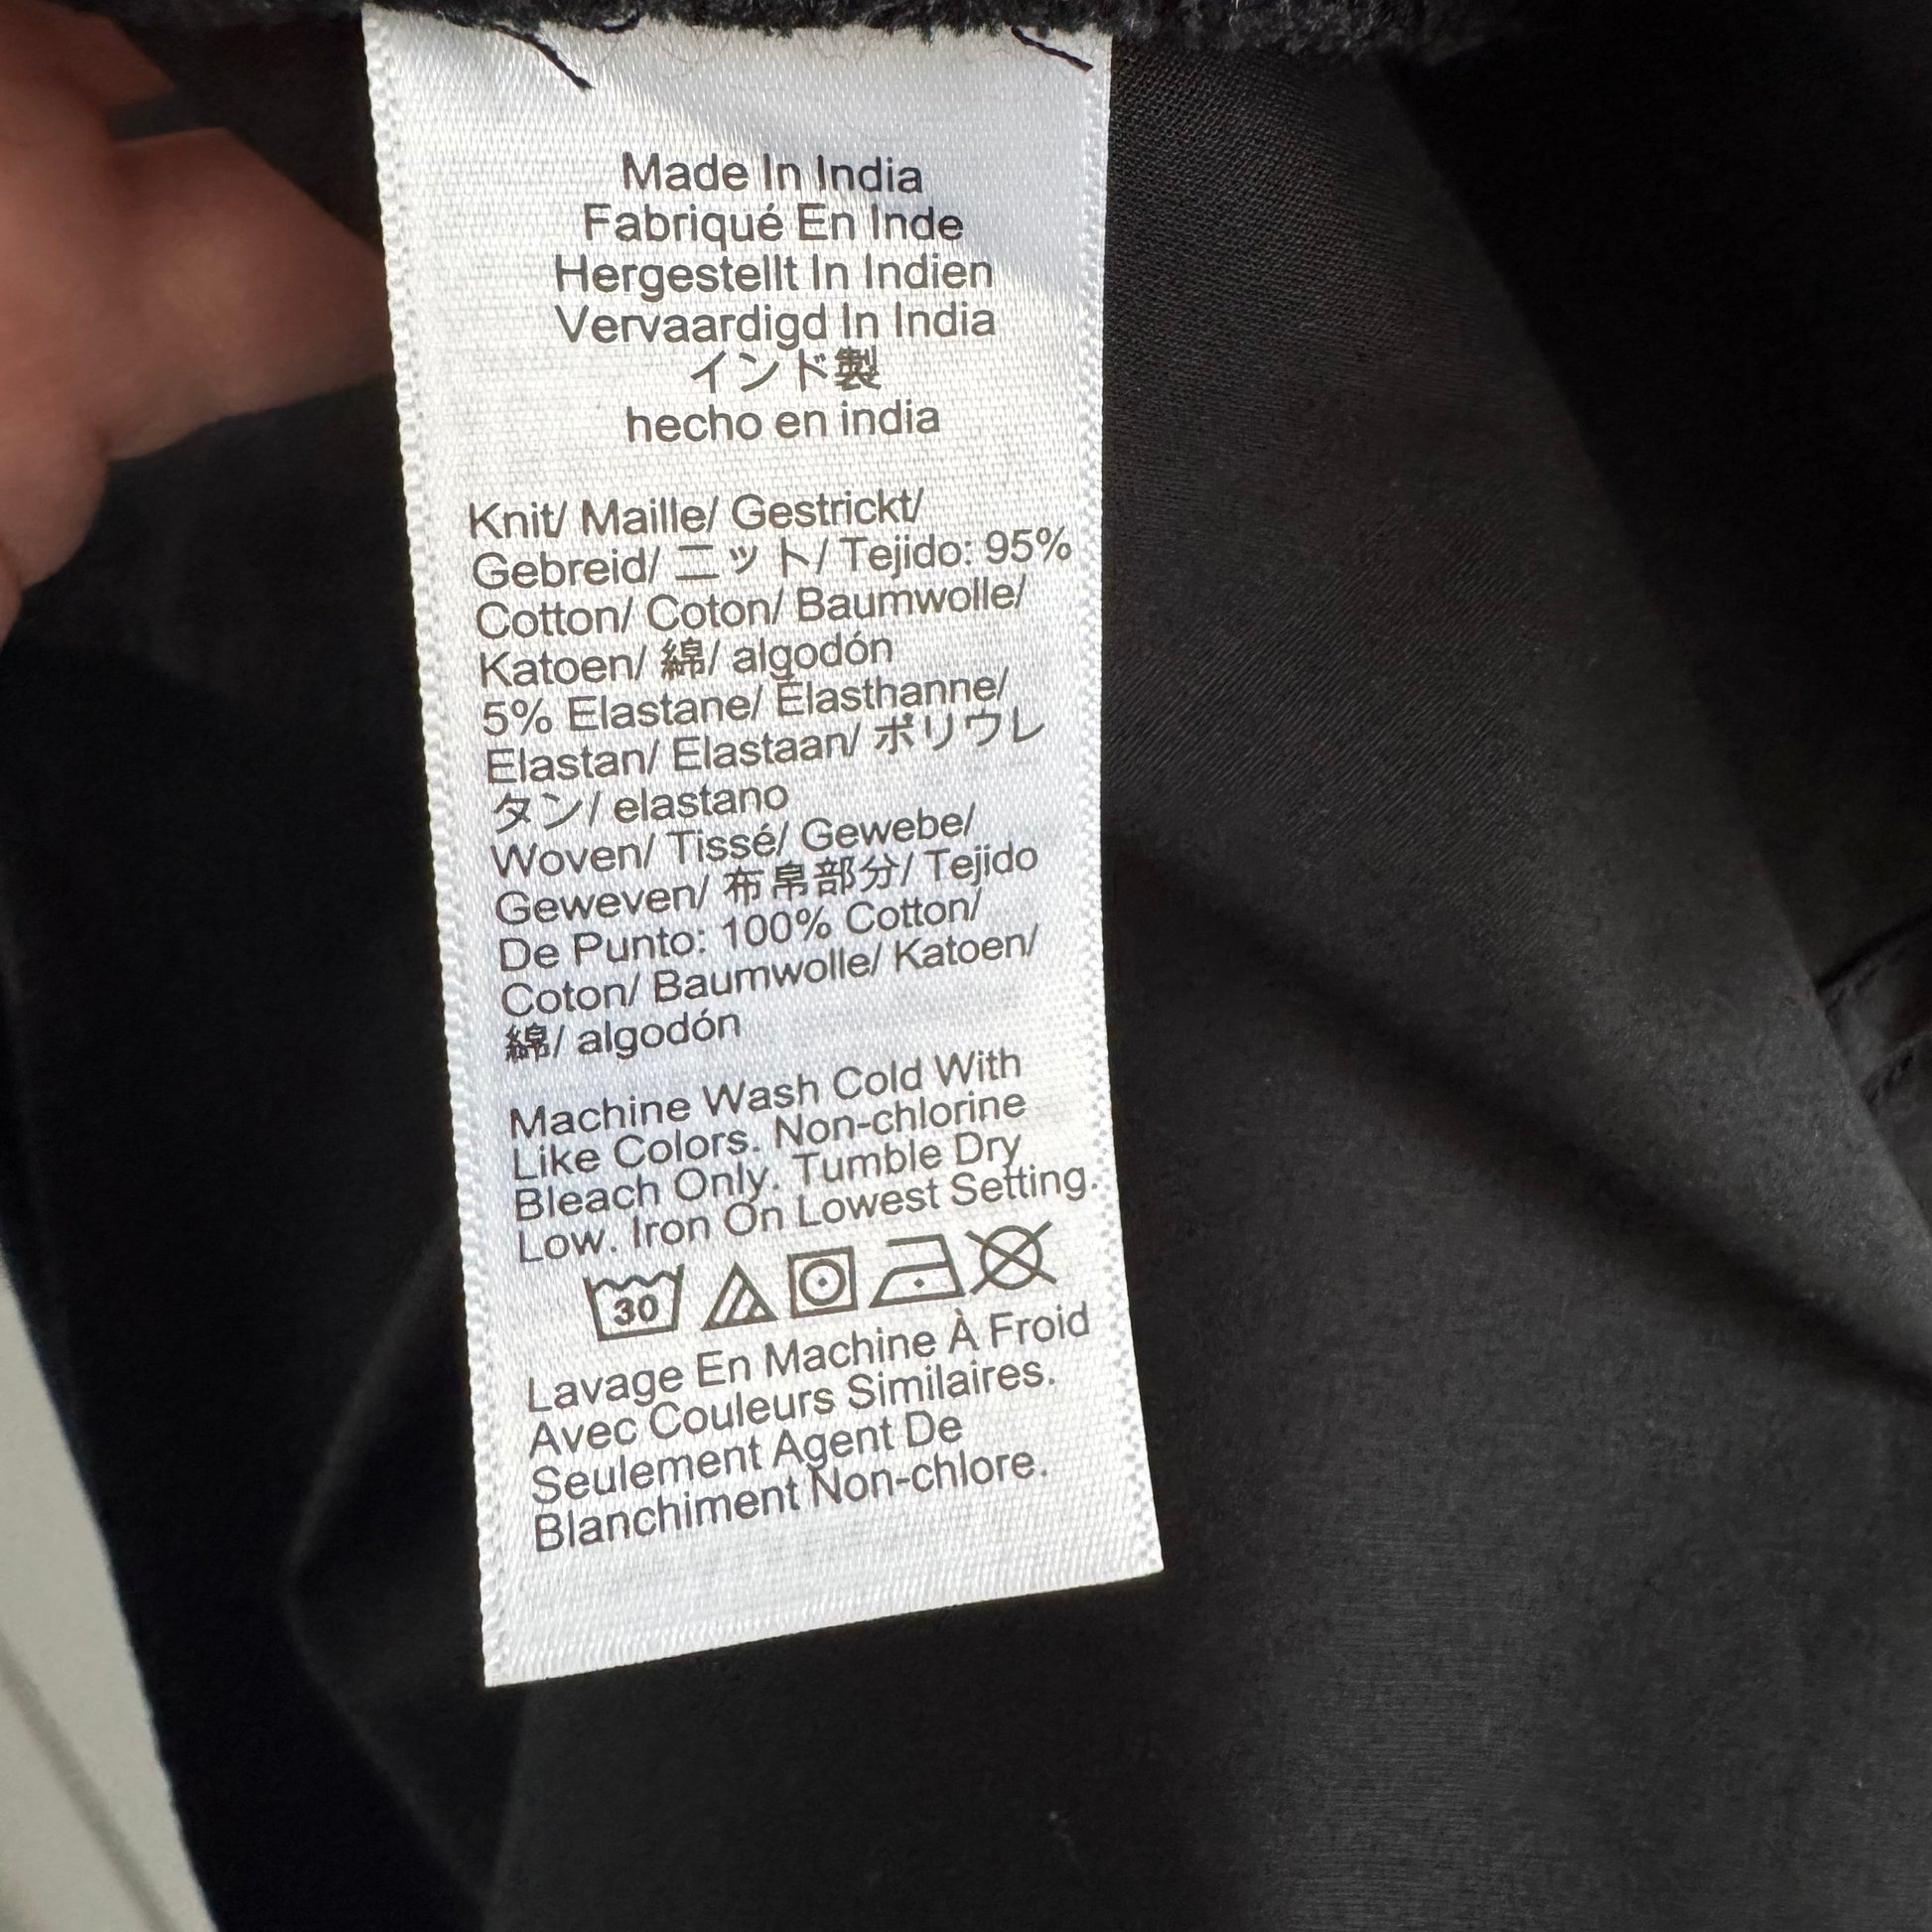 Made In India
Fabriqué En Inde
Hergestellt In Indien
Vervaardigd In India
インド製
hecho en india
Knit/ Maille/ Gestrickt/
Gebreid/ ニット/ Tejido: 95%
Cotton/ Coton/ Baumwolle/
Katoen/ 綿/ algodón
5% Elastane/ Élasthanne/
Elastan/ Elastaan/ ポリウレ
タン/ elastano
Woven/ Tissé/ Gewebe/
Geweven/ 布帛部分/ Tejido
De Punto: 100% Cotton/
Coton/ Baumwolle/ Katoen/
綿/ algodón
Machine Wash Cold With
Like Colors. Non-chlorine
Bleach Only. Tumble Dry
Low. Iron On Lowest Setting.
30
Lavage En Machine À Froid
Avec Couleurs Similaires.
Seulement Agent De
Blanchiment Non-chlore.